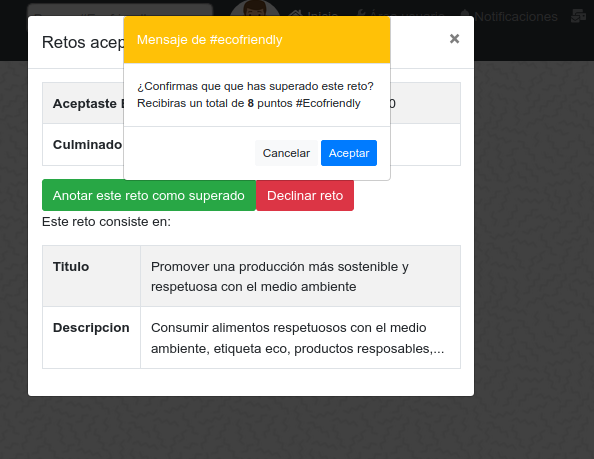 Inicio
Notificaciones
Retos
Mensaje de #ecofriendly
×
¿Confirmas que que has superado este reto?
Recibiras un total de 8 puntos #Ecofriendly
Aceptaste
0
Culminado
Cancelar
Aceptar
Anotar este reto como superado
Declinar reto
Este reto consiste en:
Titulo
Promover una producción más sostenible y
respetuosa con el medio ambiente
Descripcion
Consumir alimentos respetuosos con el medio
ambiente, etiqueta eco, productos resposables,...